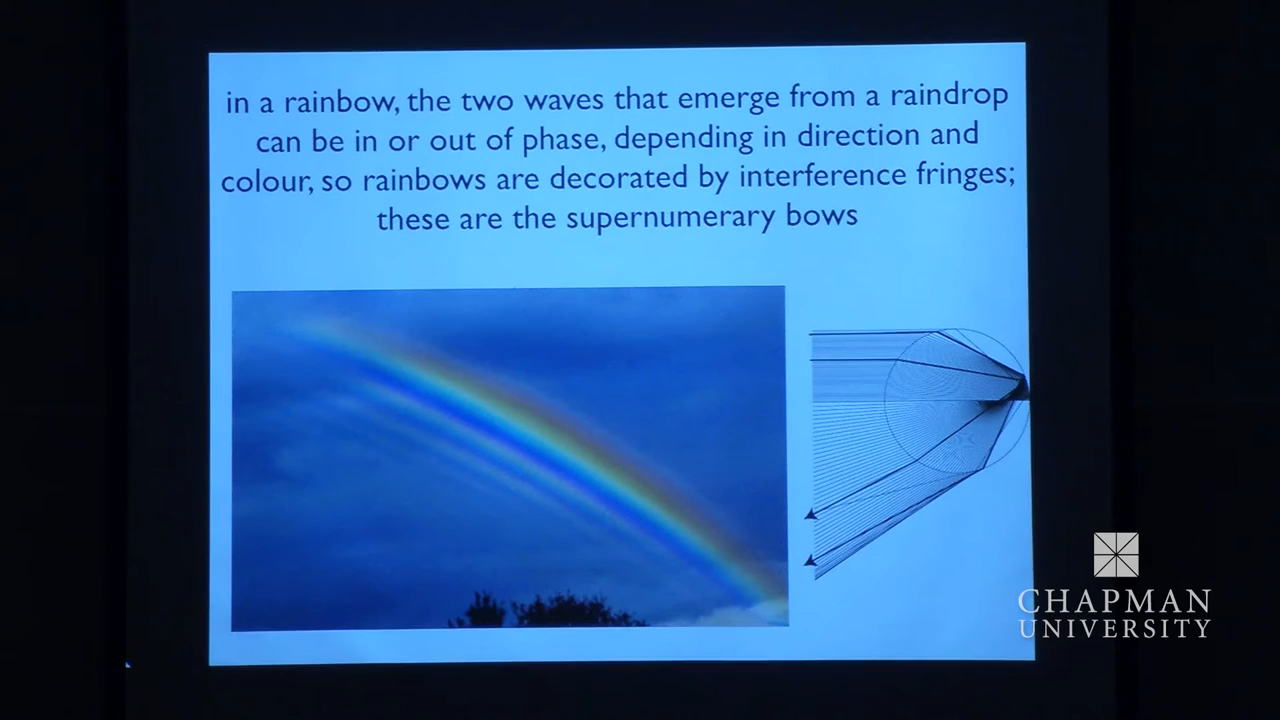 in a rainbow, the two waves that emerge from a raindrop
can be in or out of phase, depending in direction and
colour, so rainbows are decorated by interference fringes;
these are the supernumerary bows
CHAPMAN
UNIVERSITY